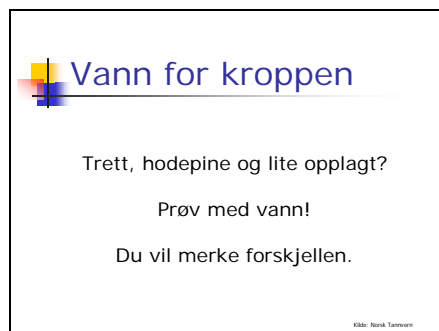 Vann for kroppen
Trett, hodepine og lite opplagt?
Prøv med vann!
Du vil merke forskjellen.
Kilde: Norsk Tannvern